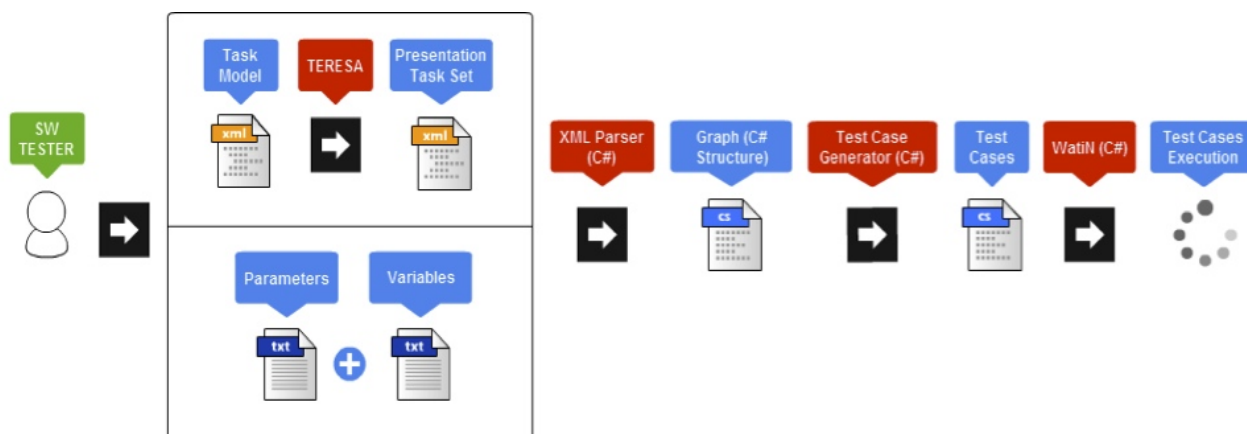 SW
TESTER
Task
Model
TERESA
Presentation
Task Set
xml
xml
Parameters
Variables
txt
txt
XML Parser
(C#)
Graph (C#
Structure)
cs
Test Case
Generator (C#)
Test
Cases
cs
WatiN (C#)
Test Cases
Execution